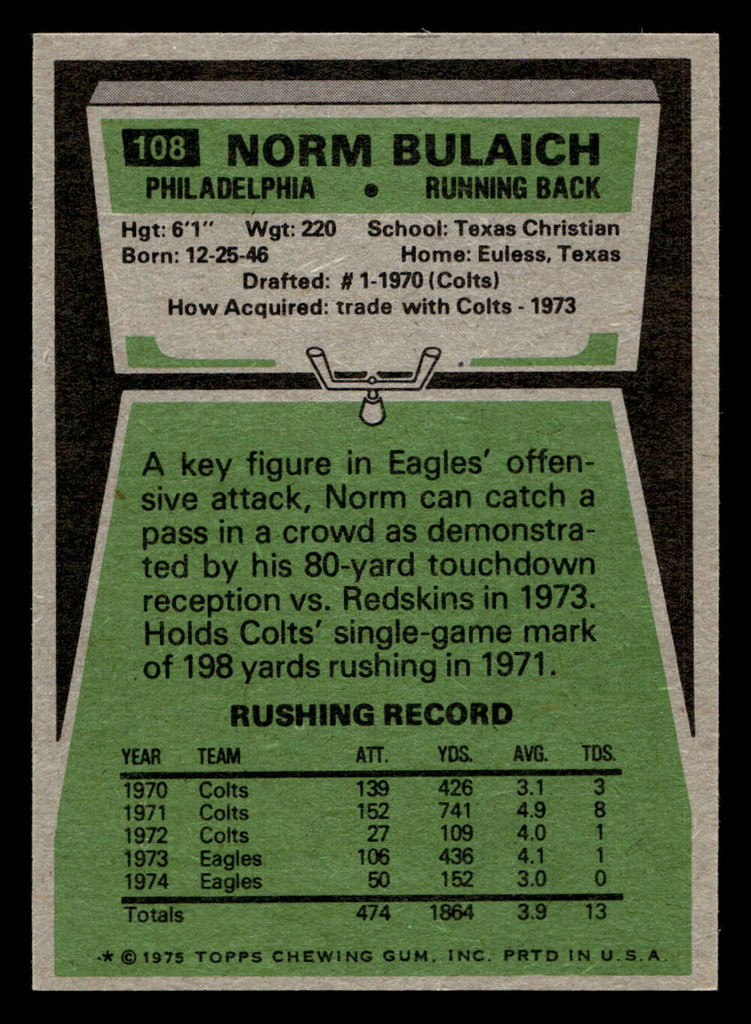 108 NORM BULAICH
PHILADELPHIA • RUNNING BACK
Hgt: 6'1" Wgt: 220 School: Texas Christian
Born: 12-25-46 Home: Euless, Texas
Drafted: # 1-1970 (Colts)
How Acquired: trade with Colts - 1973
A key figure in Eagles' offen-
sive attack, Norm can catch a
pass in a crowd as demonstra-
ted by his 80-yard touchdown
reception vs. Redskins in 1973.
Holds Colts' single-game mark
of 198 yards rushing in 1971.
RUSHING RECORD
YEAR TEAM ATT. YDS. AVG. TDS.
1970 Colts 139 426 3.1 3
1971 Colts 152 741 4.9 8
1972 Colts 27 109 4.0 1
1973 Eagles 106 436 4.1 1
1974 Eagles 50 152 3.0 0
Totals 474 1864 3.9 13
* © 1975 TOPPS CHEWING GUM, INC. PRTD IN U.S.A.